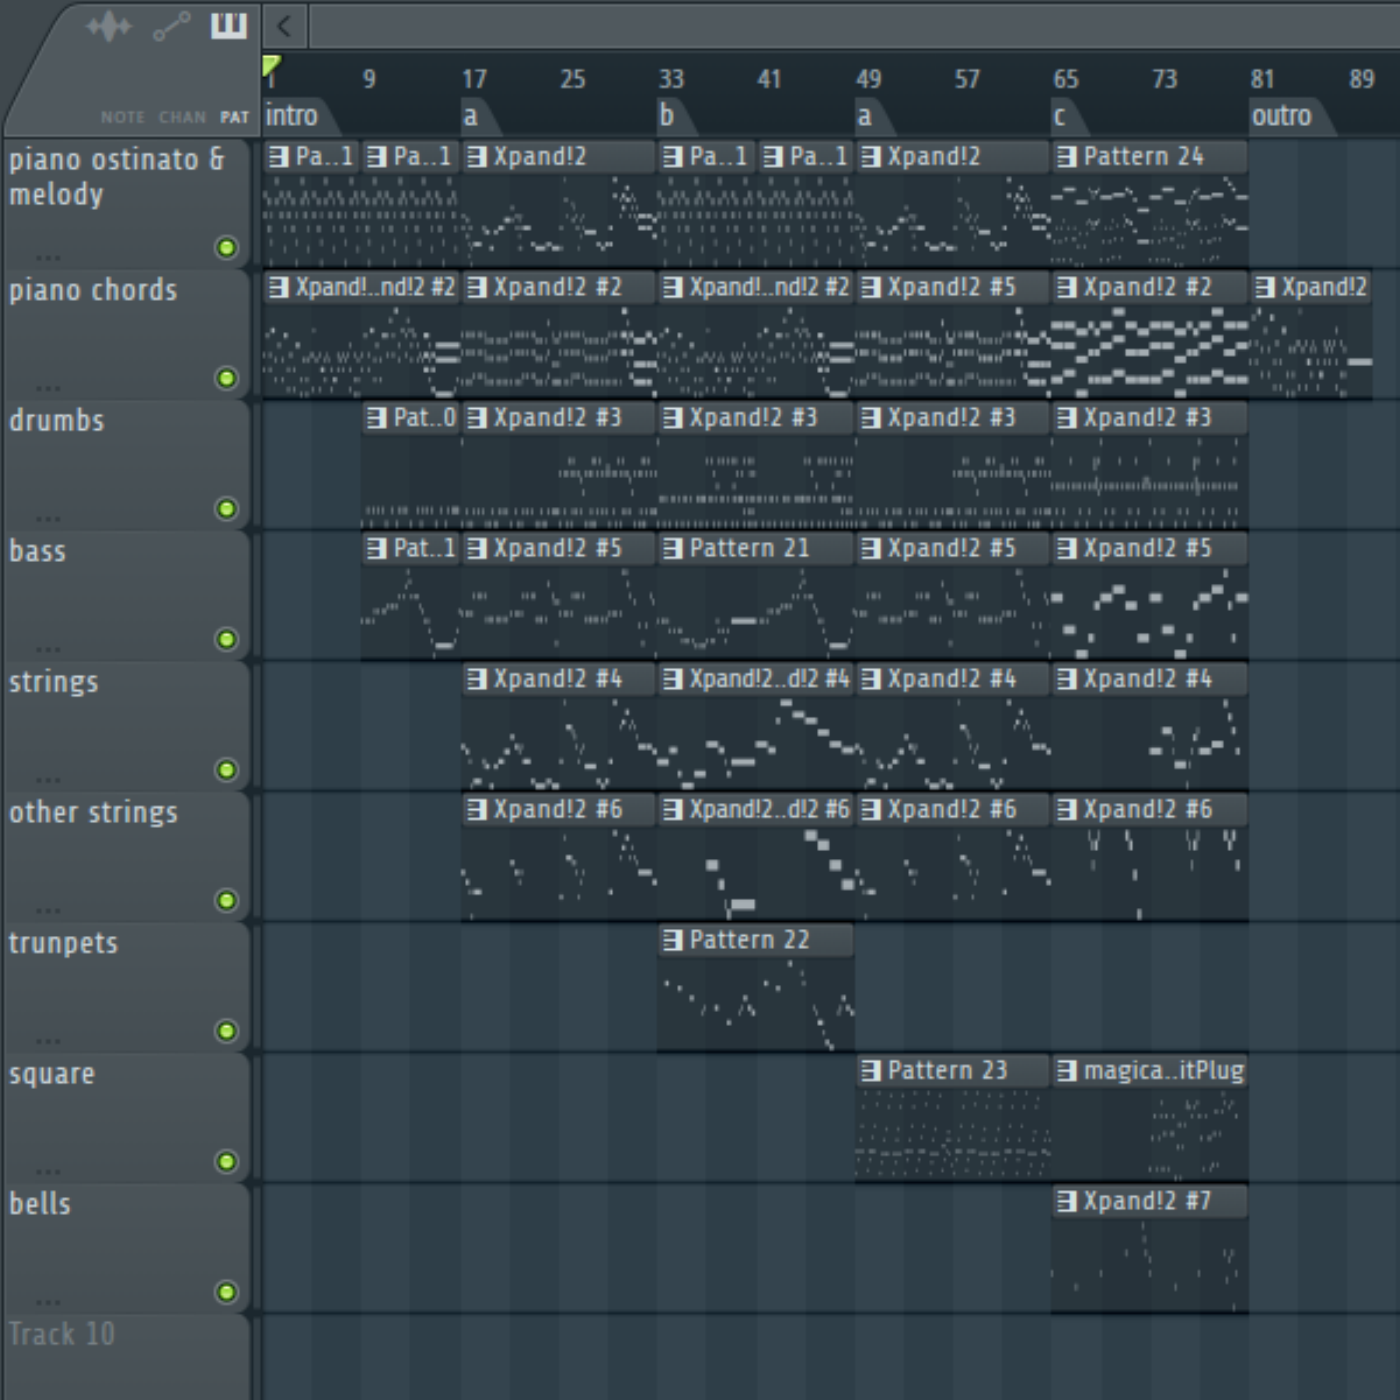 NOTE CHAN PAT
1 9 17 25 33 41 49 57 65 73 81 89
intro a b a c outro
piano ostinato &
melody
Pa..1 Pa..1 Xpand!2 Pa..1 Pa..1 Xpand!2 Pattern 24
...
piano chords
Xpand!..nd!2 #2 Xpand!2 #2 Xpand!..nd!2 #2 Xpand!2 #5 Xpand!2 #2 Xpand!2
...
drumbs
Pat..0 Xpand!2 #3 Xpand!2 #3 Xpand!2 #3 Xpand!2 #3
...
bass
Pat..1 Xpand!2 #5 Pattern 21 Xpand!2 #5 Xpand!2 #5
...
strings
Xpand!2 #4 Xpand!2..d!2 #4 Xpand!2 #4 Xpand!2 #4
...
other strings
Xpand!2 #6 Xpand!2..d!2 #6 Xpand!2 #6 Xpand!2 #6
...
trunpets
Pattern 22
...
square
Pattern 23 magica..itPlug
...
bells
Xpand!2 #7
...
Track 10